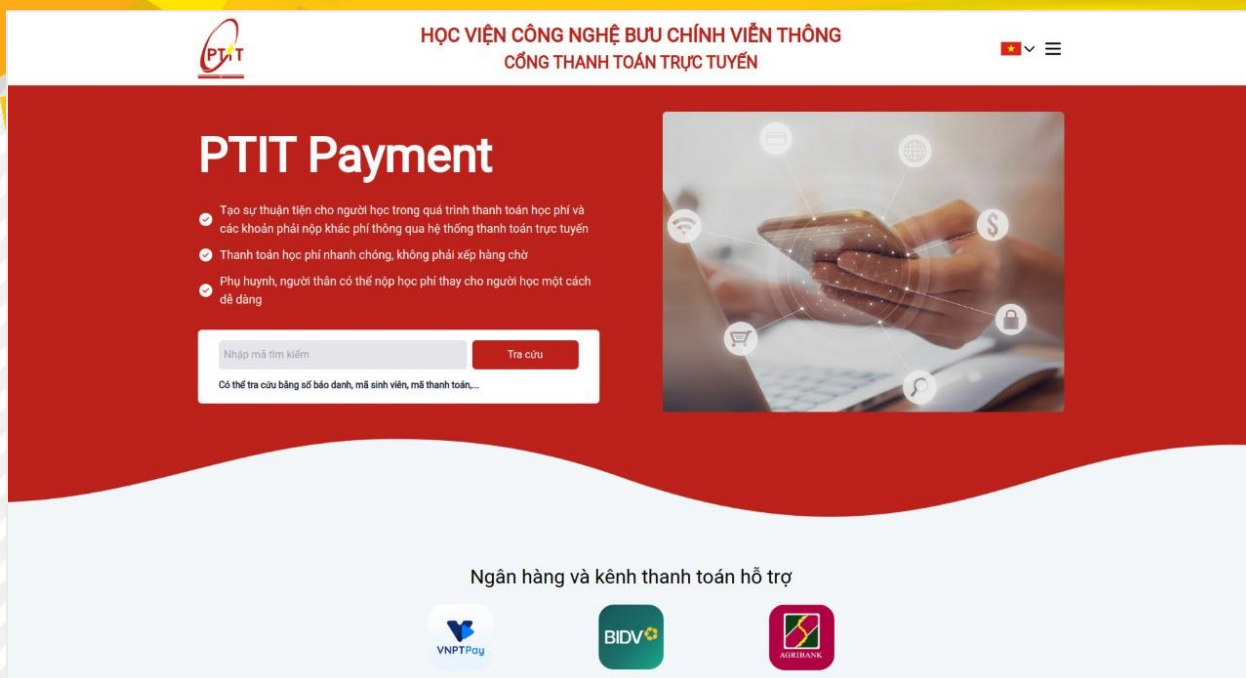 PTIT
HỌC VIỆN CÔNG NGHỆ BƯU CHÍNH VIỄN THÔNG
CỔNG THANH TOÁN TRỰC TUYẾN
PTIT Payment
Tạo sự thuận tiện cho người học trong quá trình thanh toán học phí và
các khoản phải nộp khác phí thông qua hệ thống thanh toán trực tuyến
Thanh toán học phí nhanh chóng, không phải xếp hàng chờ
Phụ huynh, người thân có thể nộp học phí thay cho người học một cách
dễ dàng
Nhập mã tìm kiếm
Tra cứu
Có thể tra cứu bằng số báo danh, mã sinh viên, mã thanh toán,...
$
Ngân hàng và kênh thanh toán hỗ trợ
VNPTPay
BIDV
AGRIBANK